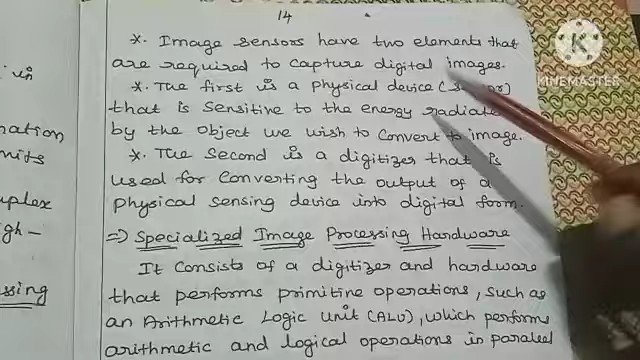 14
*. Image sensors have two elements that
are required to capture digital images.
*. The first is a physical device (
that is sensitive to the energy radiate
by the object we wish to convert to image.
*. The second is a digitizer that is
used for converting the output of a
physical sensing device into digital form.
⇒ Specialized Image Processing Hardware
It consists of a digitizer and hardware
that performs primitive operations, such as
an Arithmetic Logic Unit (ALU), which performs
arithmetic and logical operations in parallel
K
KINEMASTER